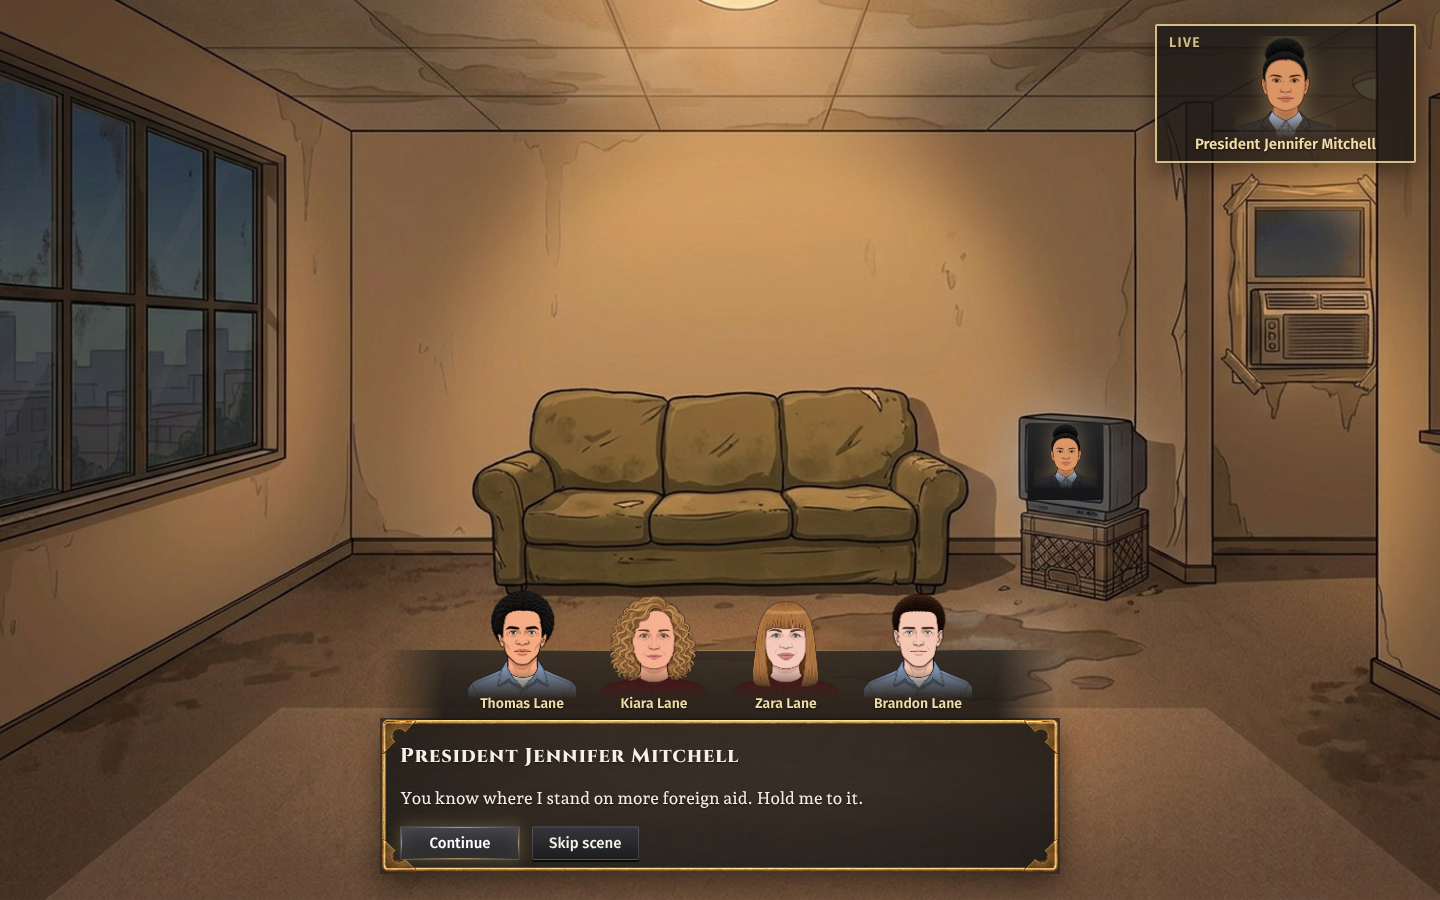 LIVE
President Jennifer Mitchell
Thomas Lane
Kiara Lane
Zara Lane
Brandon Lane
President Jennifer Mitchell
You know where I stand on more foreign aid. Hold me to it.
Continue
Skip scene